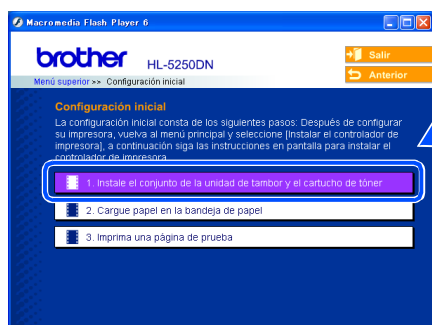 Macromedia Flash Player 6
brother
HL-5250DN
Salir
Anterior
Menú superior >> Configuración inicial
Configuración inicial
La configuración inicial consta de los siguientes pasos: Después de configurar
su impresora, vuelva al menú principal y seleccione [Instalar el controlador de
impresora], a continuación siga las instrucciones en pantalla para instalar el
controlador de impresora.
1. Instale el conjunto de la unidad de tambor y el cartucho de tóner
2. Cargue papel en la bandeja de papel
3. Imprima una página de prueba